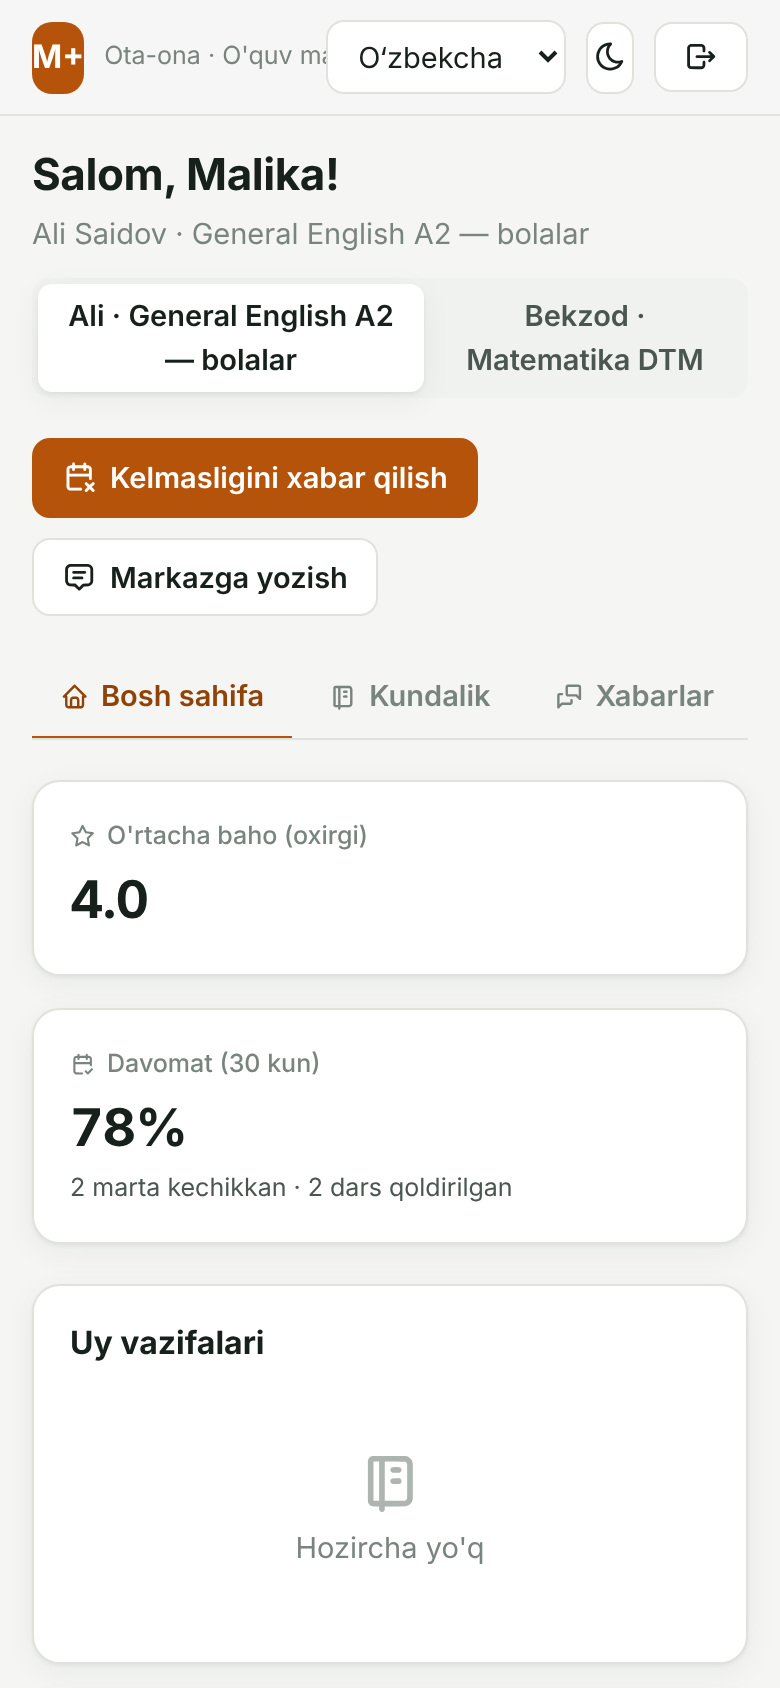 M+ Ota-ona · O'quv ma O‘zbekcha
Salom, Malika!
Ali Saidov · General English A2 — bolalar
Ali · General English A2
— bolalar
Bekzod ·
Matematika DTM
Kelmasligini xabar qilish
Markazga yozish
Bosh sahifa Kundalik Xabarlar
O'rtacha baho (oxirgi)
4.0
Davomat (30 kun)
78%
2 marta kechikkan · 2 dars qoldirilgan
Uy vazifalari
Hozircha yo'q